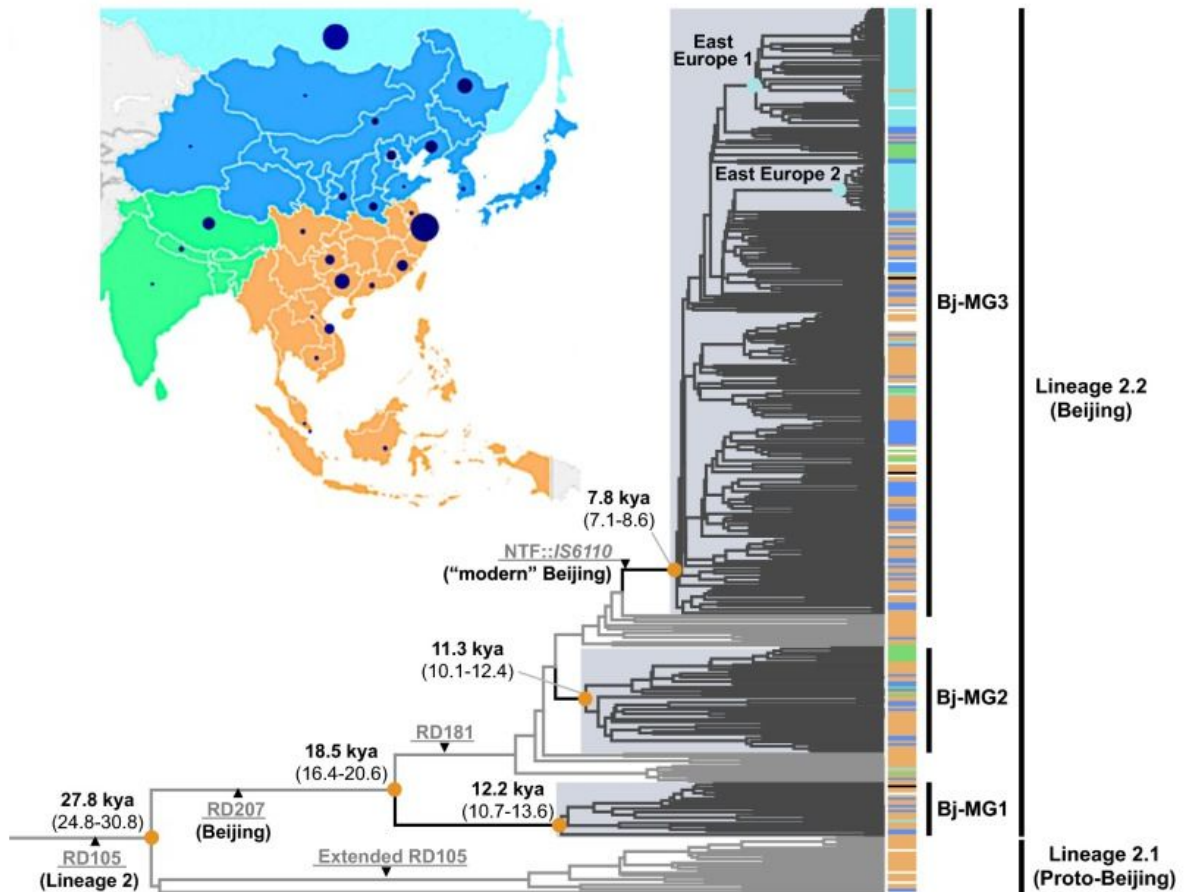 East
Europe 1
East Europe 2
Bj-MG3
Lineage 2.2
(Beijing)
7.8 kya
(7.1-8.6)
NTF::IS6110
("modern" Beijing)
11.3 kya
(10.1-12.4)
Bj-MG2
RD181
18.5 kya
(16.4-20.6)
12.2 kya
(10.7-13.6)
Bj-MG1
27.8 kya
(24.8-30.8)
RD207
(Beijing)
RD105
(Lineage 2)
Extended RD105
Lineage 2.1
(Proto-Beijing)